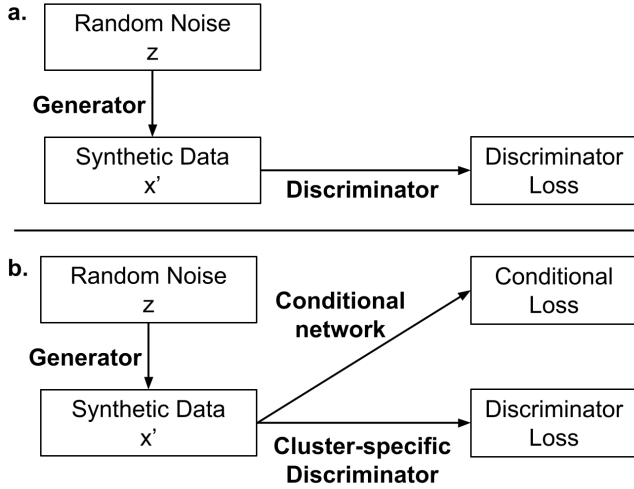 a.
Random Noise
z
Generator
Synthetic Data
x'
Discriminator
Discriminator
Loss
b.
Random Noise
z
Generator
Synthetic Data
x'
Conditional
network
Conditional
Loss
Cluster-specific
Discriminator
Discriminator
Loss